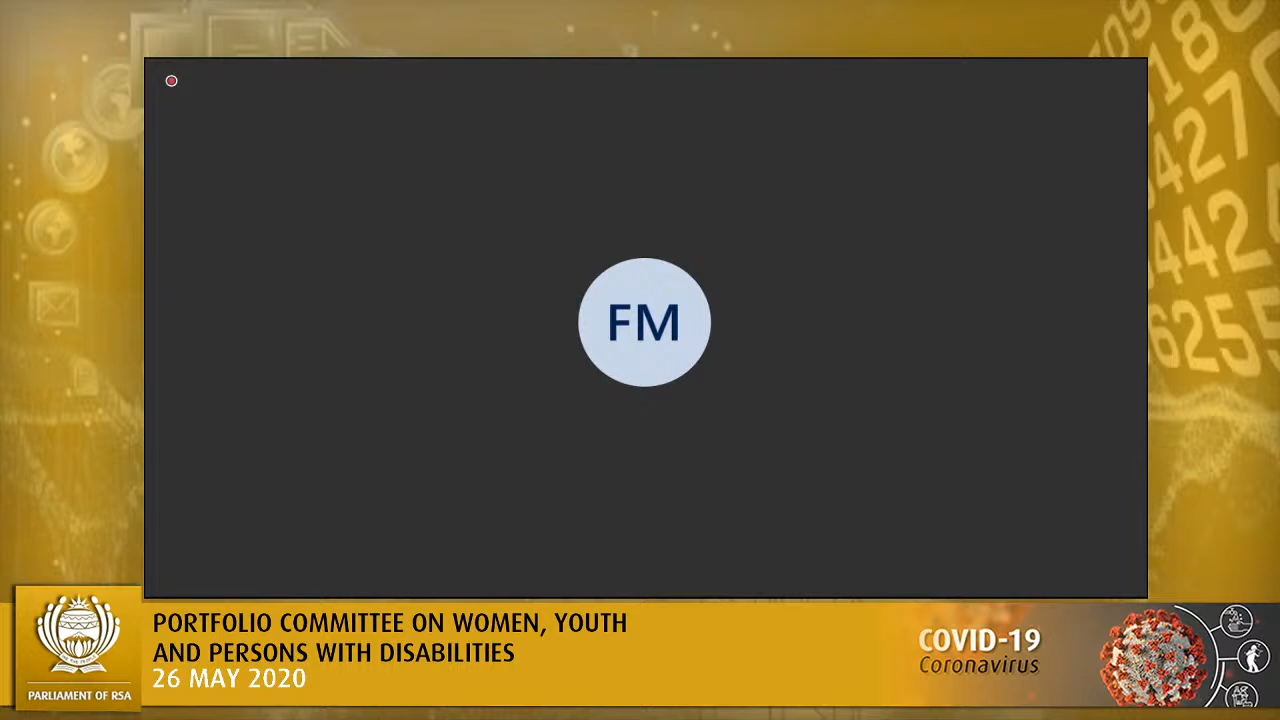 FM
PORTFOLIO COMMITTEE ON WOMEN, YOUTH
AND PERSONS WITH DISABILITIES
26 MAY 2020
PARLIAMENT OF RSA
COVID-19
Coronavirus